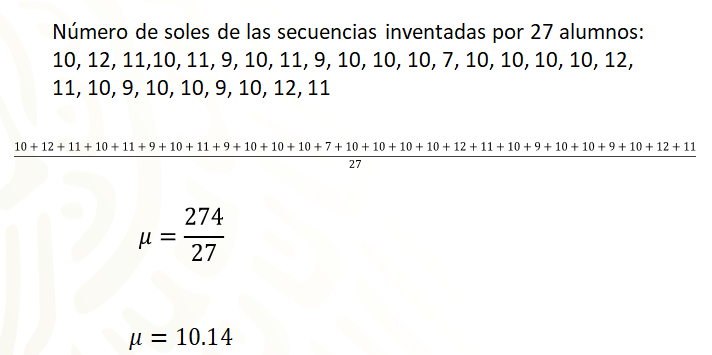 Número de soles de las secuencias inventadas por 27 alumnos:
10, 12, 11,10, 11, 9, 10, 11, 9, 10, 10, 10, 7, 10, 10, 10, 10, 12,
11, 10, 9, 10, 10, 9, 10, 12, 11
10 + 12 + 11 + 10 + 11 + 9 + 10 + 11 + 9 + 10 + 10 + 10 + 7 + 10 + 10 + 10 + 10 + 12 + 11 + 10 + 9 + 10 + 10 + 9 + 10 + 12 + 11
27
μ = 274/27
μ = 10.14